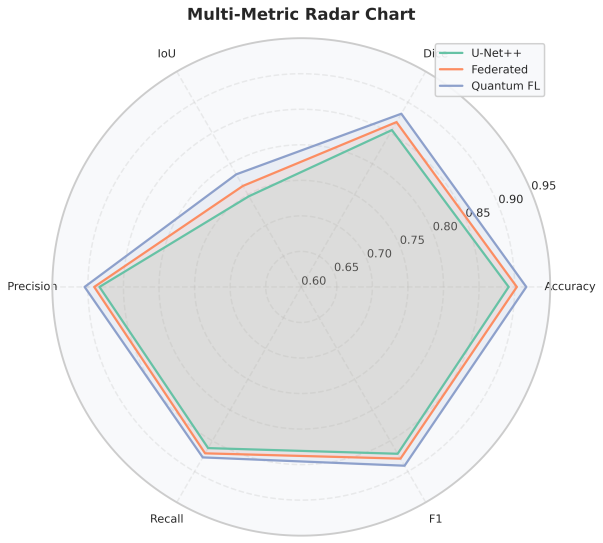 Multi-Metric Radar Chart
IoU
Di
U-Net++
Federated
Quantum FL
0.95
0.90
0.85
0.80
0.75
0.70
0.65
0.60
Precision
Accuracy
Recall
F1